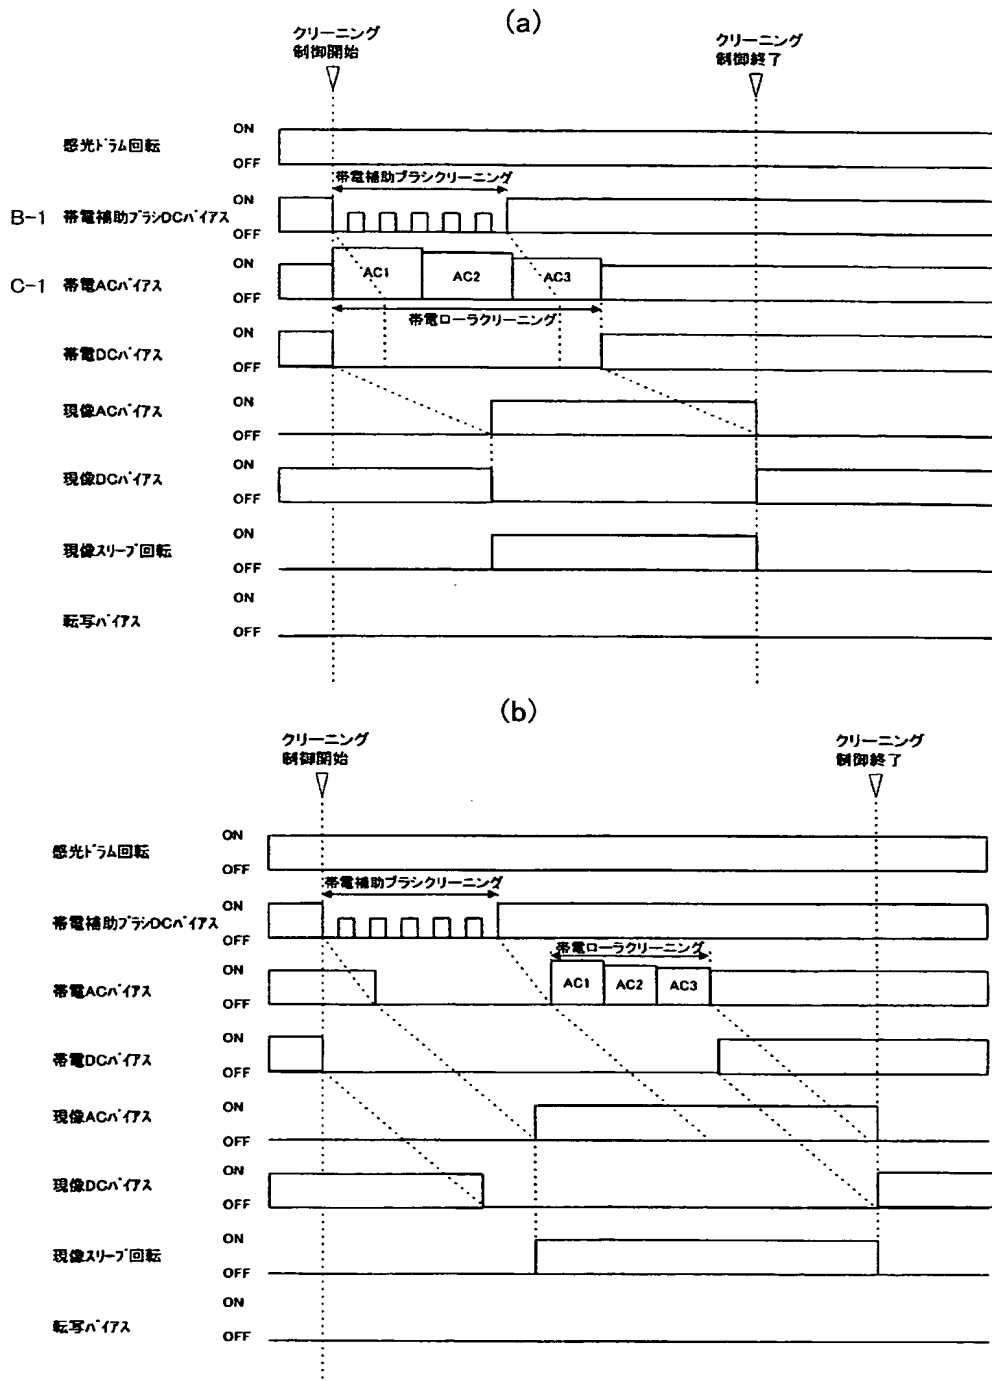 (a)
クリーニング
制御開始
クリーニング
制御終了
感光ドラム回転
ON
OFF
帯電補助ブラシクリーニング
B-1 帯電補助ブラシDCバイアス
ON
OFF
C-1 帯電ACバイアス
ON
OFF
AC1
AC2
AC3
帯電ローラクリーニング
帯電DCバイアス
ON
OFF
現像ACバイアス
ON
OFF
現像DCバイアス
ON
OFF
現像スリーブ回転
ON
OFF
転写バイアス
ON
OFF
(b)
クリーニング
制御開始
クリーニング
制御終了
感光ドラム回転
ON
OFF
帯電補助ブラシクリーニング
帯電補助ブラシDCバイアス
ON
OFF
帯電ローラクリーニング
帯電ACバイアス
ON
OFF
AC1
AC2
AC3
帯電DCバイアス
ON
OFF
現像ACバイアス
ON
OFF
現像DCバイアス
ON
OFF
現像スリーブ回転
ON
OFF
転写バイアス
ON
OFF